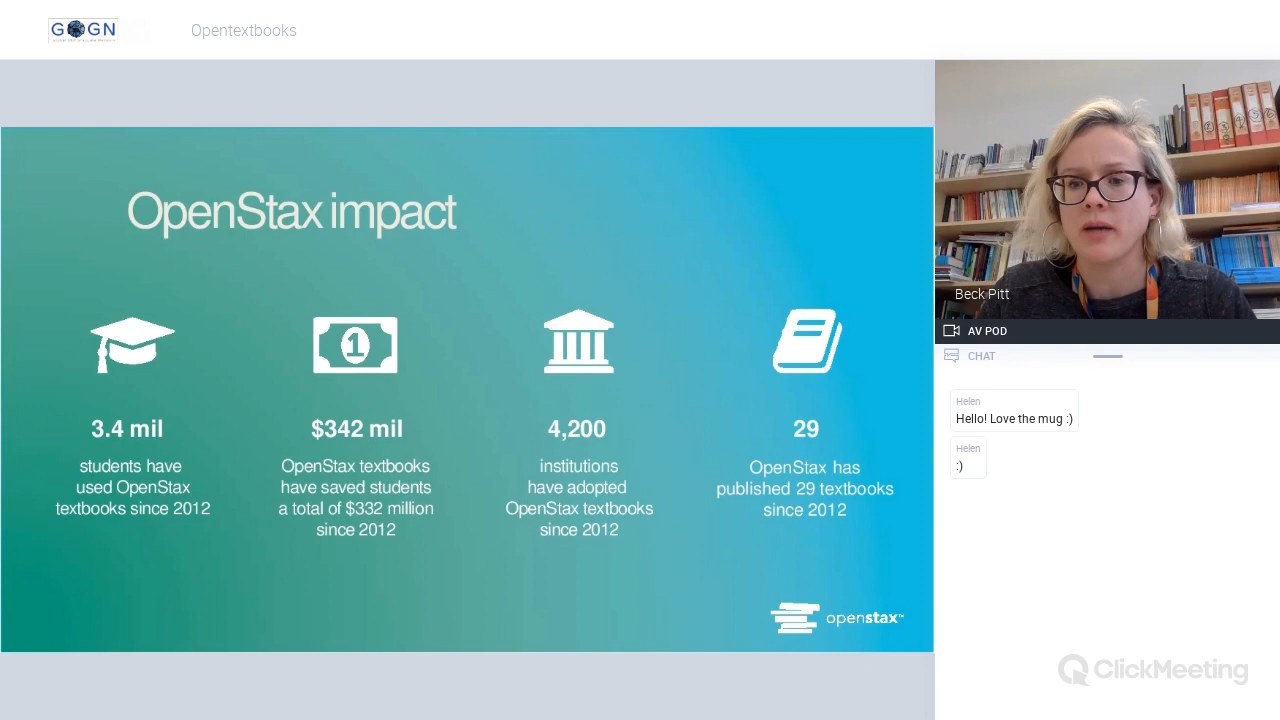 GOGN
Opentextbooks
OpenStax impact
1
3.4 mil
students have
used OpenStax
textbooks since 2012
$342 mil
OpenStax textbooks
have saved students
a total of $332 million
since 2012
4,200
institutions
have adopted
OpenStax textbooks
since 2012
29
OpenStax has
published 29 textbooks
since 2012
openstax™
Beck Pitt
AV POD
CHAT
Helen
Hello! Love the mug :)
Helen
:)
ClickMeeting